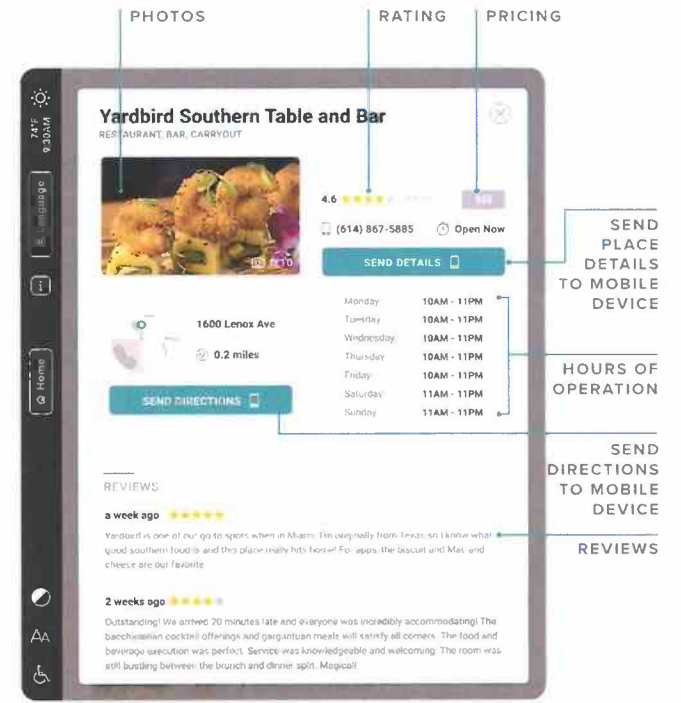 PHOTOS
RATING
PRICING
74°F
9:30AM
Language
Home
AA
Yardbird Southern Table and Bar
RESTAURANT, BAR, CARRYOUT
4.6
(614) 867-5885
Open Now
SEND DETAILS
1600 Lenox Ave
0.2 miles
SEND DIRECTIONS
Monday 10AM - 11PM
Tuesday 10AM - 11PM
Wednesday 10AM - 11PM
Thursday 10AM - 11PM
Friday 10AM - 11PM
Saturday 11AM - 11PM
Sunday 11AM - 11PM
SEND
PLACE
DETAILS
TO MOBILE
DEVICE
HOURS OF
OPERATION
SEND
DIRECTIONS
TO MOBILE
DEVICE
REVIEWS
REVIEWS
a week ago
Yardbird is one of our go to spots when in Miami. I'm originally from Texas so I know what
good southern food is and this place really hits home! For apps, the biscuit and Mac and
cheese are our favorite
2 weeks ago
Outstanding! We arrived 20 minutes late and everyone was incredibly accommodating! The
bacchanalian cocktail offerings and gargantuan meals will satisfy all comers. The food and
beverage execution was perfect. Service was knowledgeable and welcoming. The room was
still bustling between the brunch and dinner split. Magical!